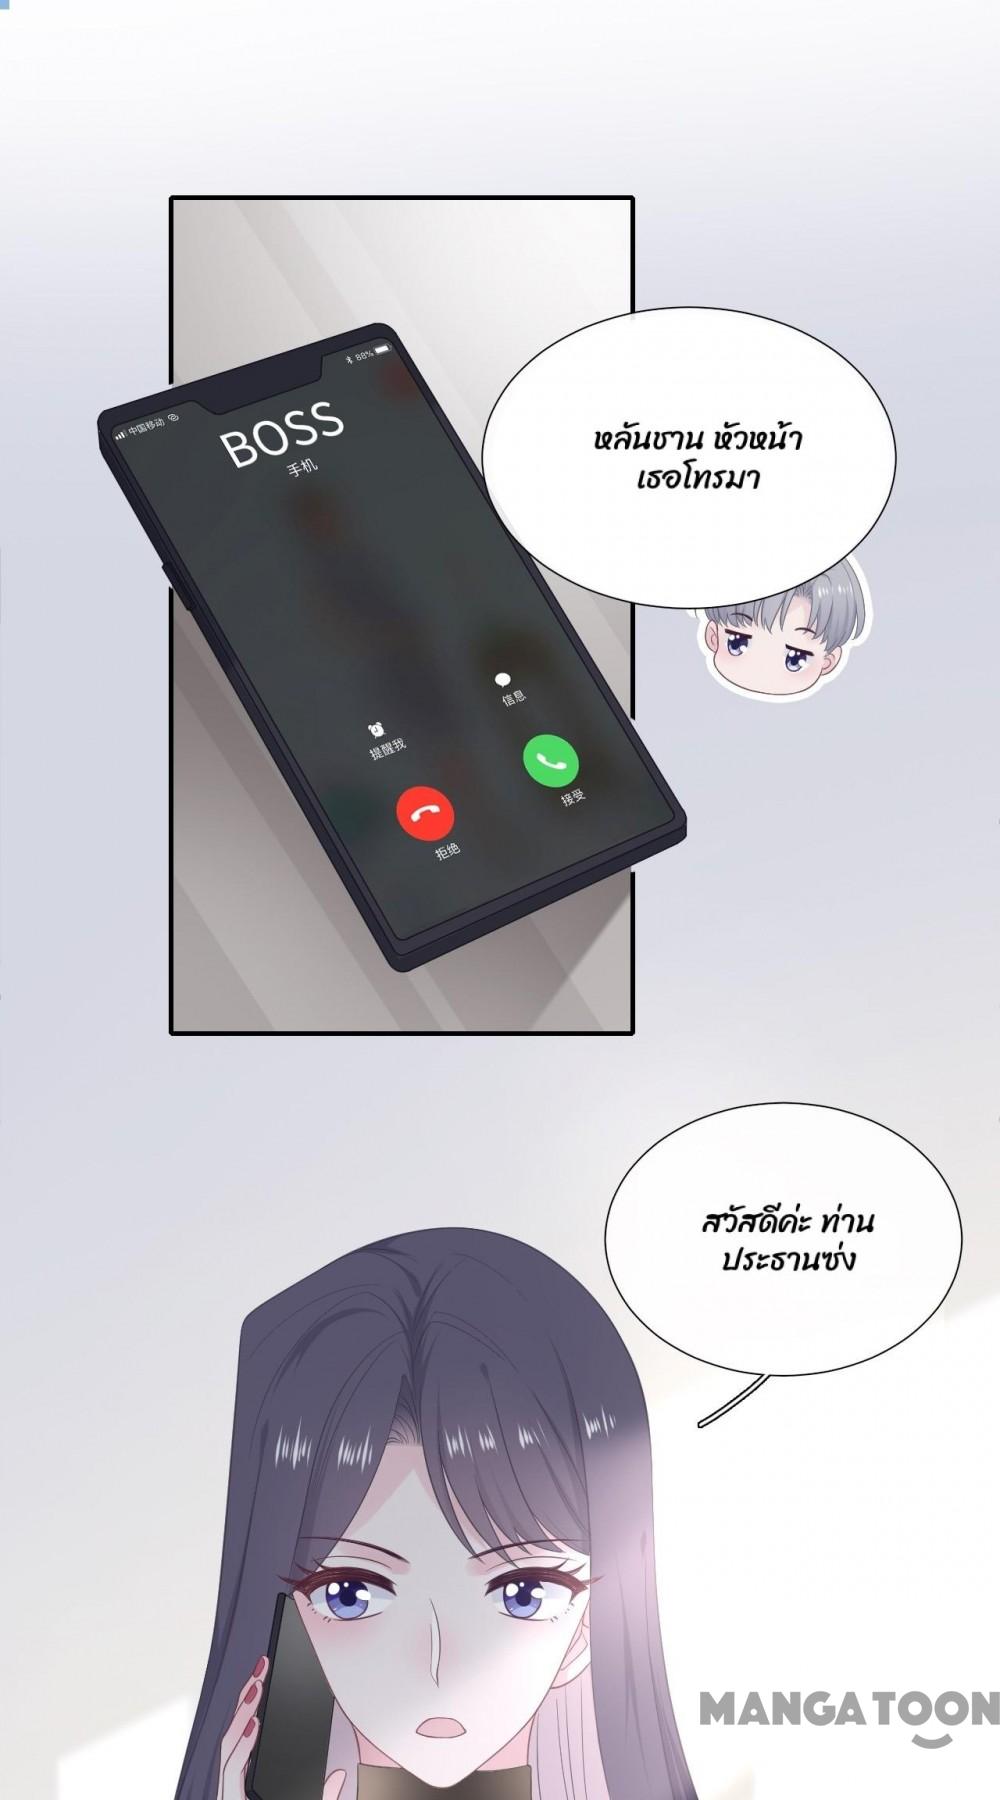 88%
中国移动
BOSS
手机
หลันชาน หัวหน้า
เธอโทรมา
信息
提醒我
接受
拒绝
สวัสดีค่ะ ท่าน
ประธานซ่ง
MANGATOON